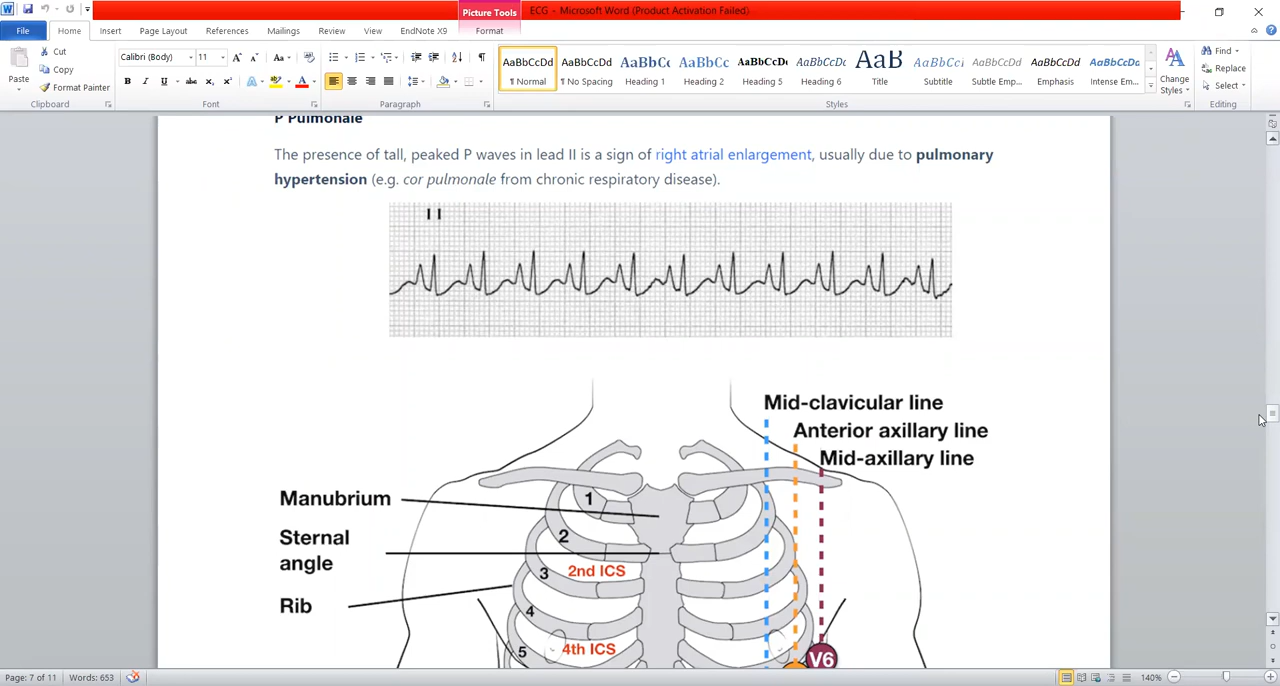 Picture Tools
ECG - Microsoft Word (Product Activation Failed)
File
Home
Insert
Page Layout
References
Mailings
Review
View
EndNote X9
Format
Paste
Cut
Copy
Format Painter
Clipboard
Calibri (Body)
11
Font
Paragraph
AaBbCcDd
¶ Normal
AaBbCcDd
¶ No Spacing
AaBbCc
Heading 1
AaBbCc
Heading 2
AaBbCcDc
Heading 5
AaBbCcDc
Heading 6
AaB
Title
AaBbCcI
Subtitle
AaBbCcDd
Subtle Emp...
AaBbCcDd
Emphasis
AaBbCcDd
Intense Em...
Styles
Change
Styles
Find
Replace
Select
Editing
P Pulmonale
The presence of tall, peaked P waves in lead II is a sign of right atrial enlargement, usually due to pulmonary
hypertension (e.g. cor pulmonale from chronic respiratory disease).
II
Mid-clavicular line
Anterior axillary line
Mid-axillary line
Manubrium
Sternal
angle
Rib
1
2
2nd ICS
3
4
4th ICS
5
V6
Page: 7 of 11
Words: 653
140%